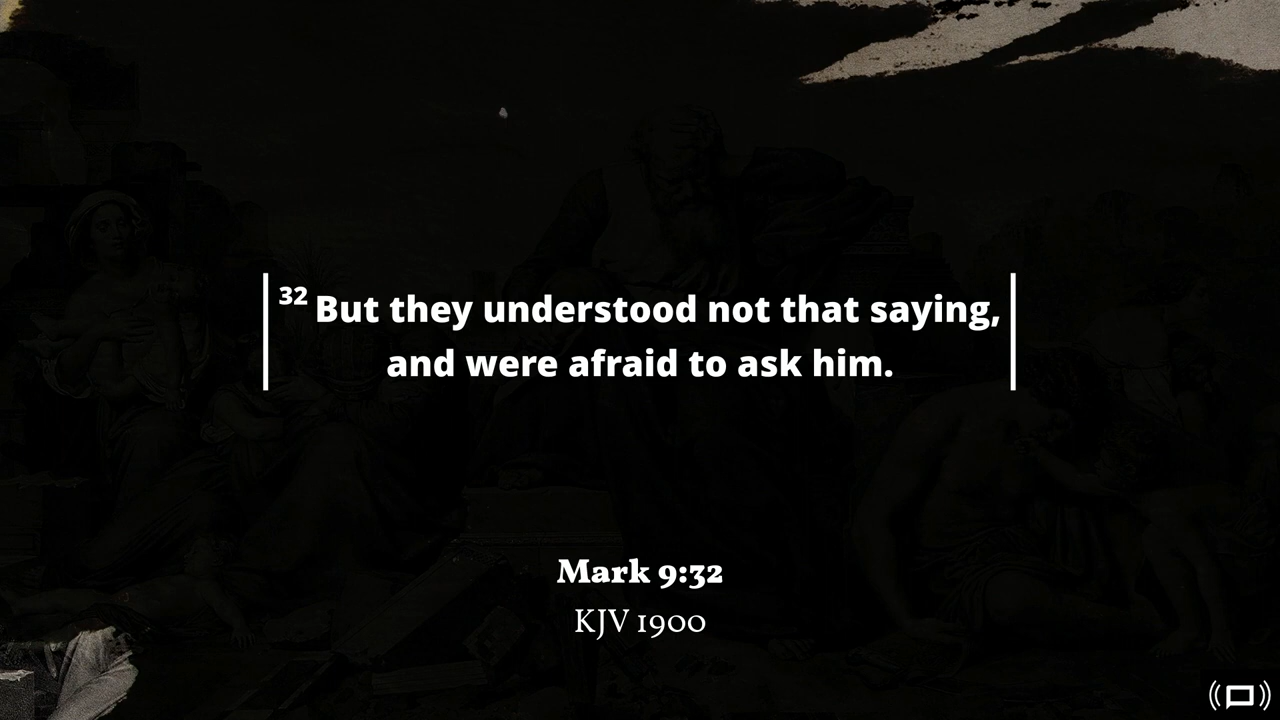 32 But they understood not that saying,
and were afraid to ask him.
Mark 9:32
KJV 1900